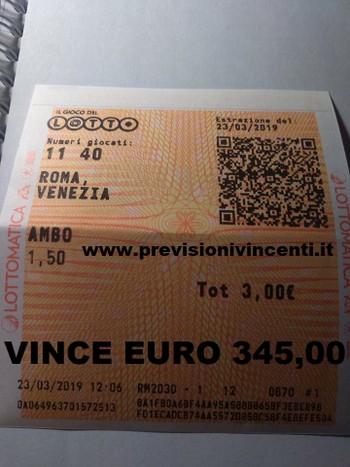 IL GIOCO DEL
LOTTO
Estrazione del:
23/03/2019
Numeri giocati:
11 40
ROMA,
VENEZIA
AMBO
www.previsionivincenti.it
1,50
Tot 3,00€
VINCE EURO 345,00
23/03/2019 12:06 RM2030 - 1 12 0870 #1
LOTTOMATICA